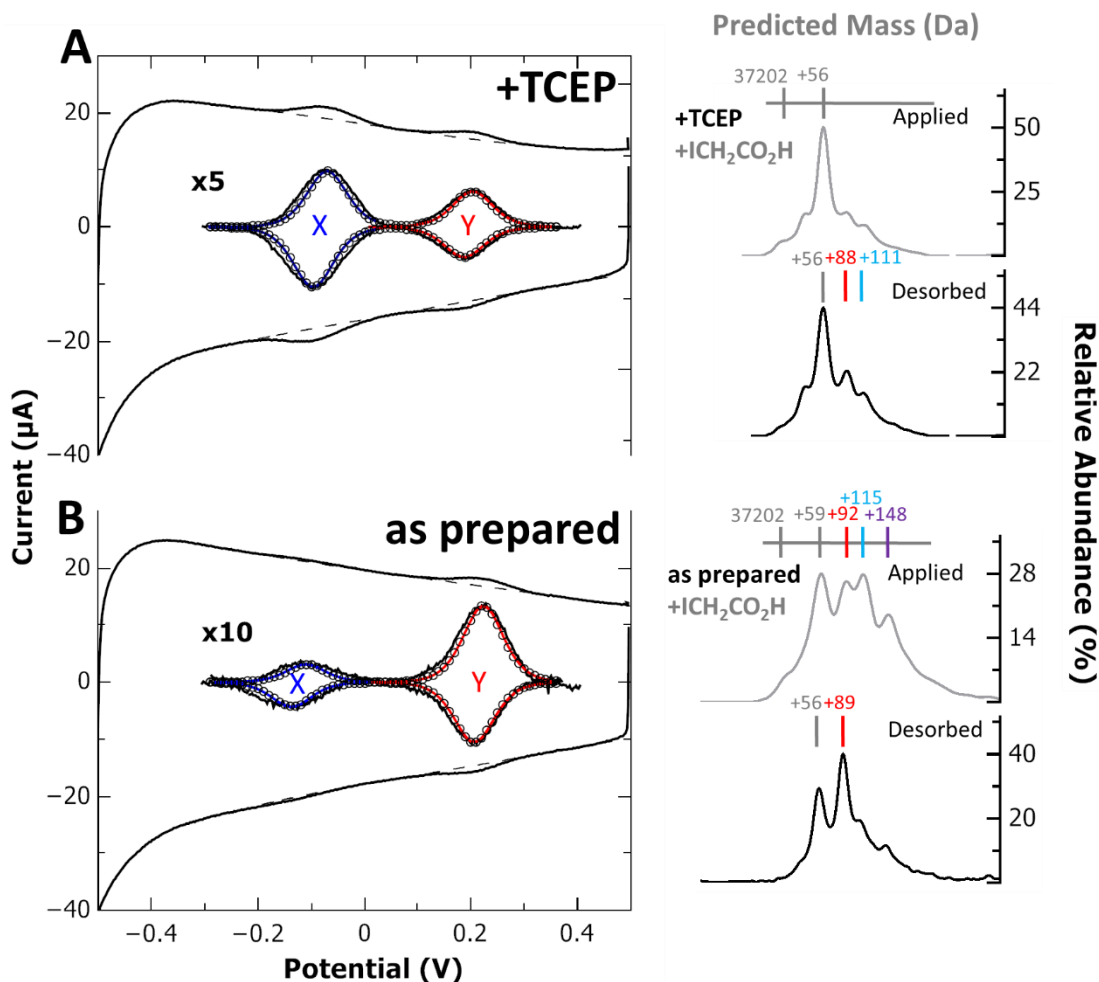 A
+TCEP
20
0
−20
−40
x5
X
Y
Current (µA)
B
as prepared
20
0
−20
−40
x10
X
Y
−0.4
−0.2
0
0.2
0.4
Potential (V)
Predicted Mass (Da)
37202
+56
+TCEP
+ICH₂CO₂H
Applied
50
25
+56
+88
+111
Desorbed
44
22
+115
37202
+59
+92
+148
as prepared
+ICH₂CO₂H
Applied
28
14
+56
+89
Desorbed
40
20
Relative Abundance (%)